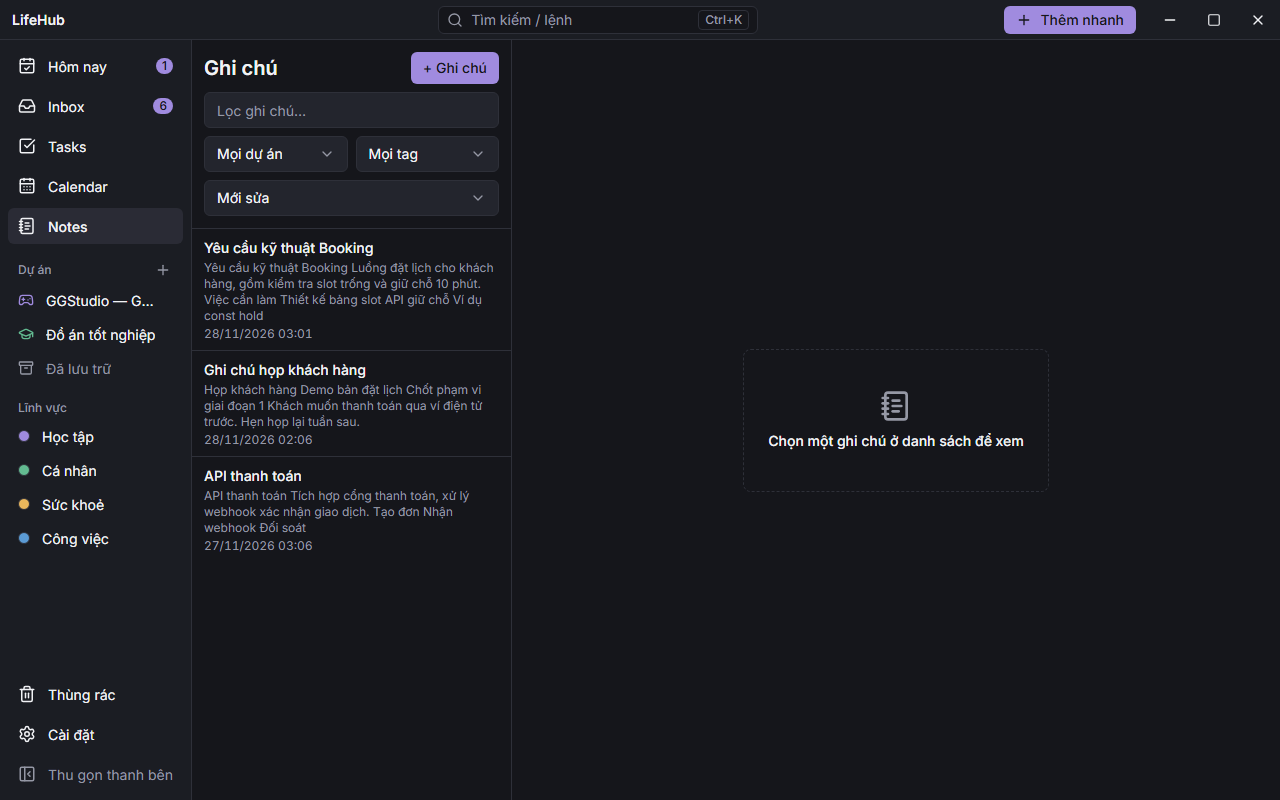 LifeHub
Tìm kiếm / lệnh
Ctrl+K
Thêm nhanh
Hôm nay
1
Inbox
6
Tasks
Calendar
Notes
Dự án
GGStudio — G...
Đồ án tốt nghiệp
Đã lưu trữ
Lĩnh vực
Học tập
Cá nhân
Sức khoẻ
Công việc
Thùng rác
Cài đặt
Thu gọn thanh bên
Ghi chú
+ Ghi chú
Lọc ghi chú...
Mọi dự án
Mọi tag
Mới sửa
Yêu cầu kỹ thuật Booking
Yêu cầu kỹ thuật Booking Luồng đặt lịch cho khách
hàng, gồm kiểm tra slot trống và giữ chỗ 10 phút.
Việc cần làm Thiết kế bảng slot API giữ chỗ Ví dụ
const hold
28/11/2026 03:01
Ghi chú họp khách hàng
Họp khách hàng Demo bản đặt lịch Chốt phạm vi
giai đoạn 1 Khách muốn thanh toán qua ví điện tử
trước. Hẹn họp lại tuần sau.
28/11/2026 02:06
API thanh toán
API thanh toán Tích hợp cổng thanh toán, xử lý
webhook xác nhận giao dịch. Tạo đơn Nhận
webhook Đối soát
27/11/2026 03:06
Chọn một ghi chú ở danh sách để xem